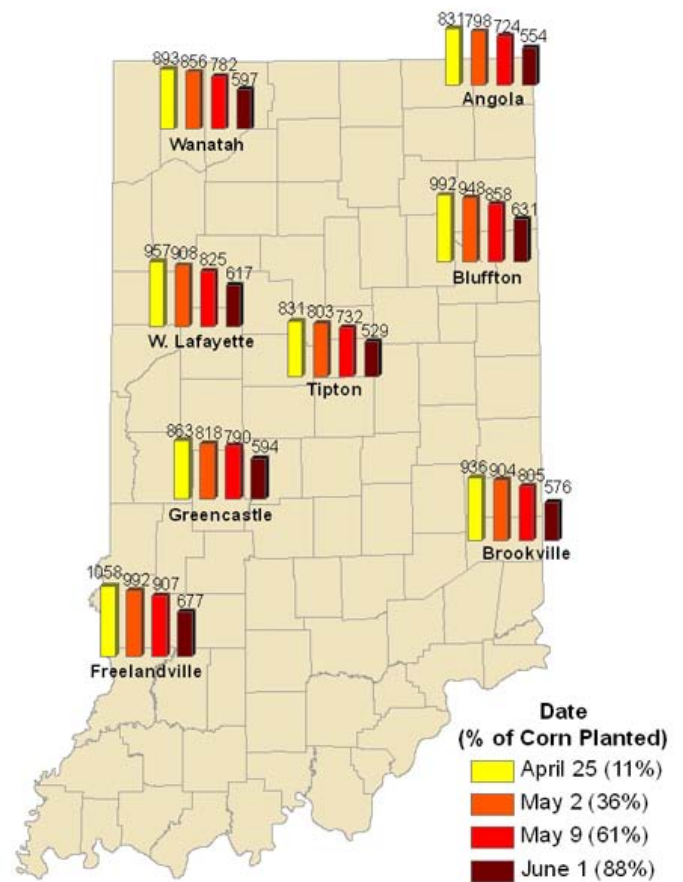 831 798 724 554
Angola
893 856 782 597
Wanatah
992 948 858 631
Bluffton
957 908 825 617
W. Lafayette
831 803 732 529
Tipton
863 818 790 594
Greencastle
936 904 805 576
Brookville
1058 992 907 677
Freelandville
Date
(% of Corn Planted)
April 25 (11%)
May 2 (36%)
May 9 (61%)
June 1 (88%)